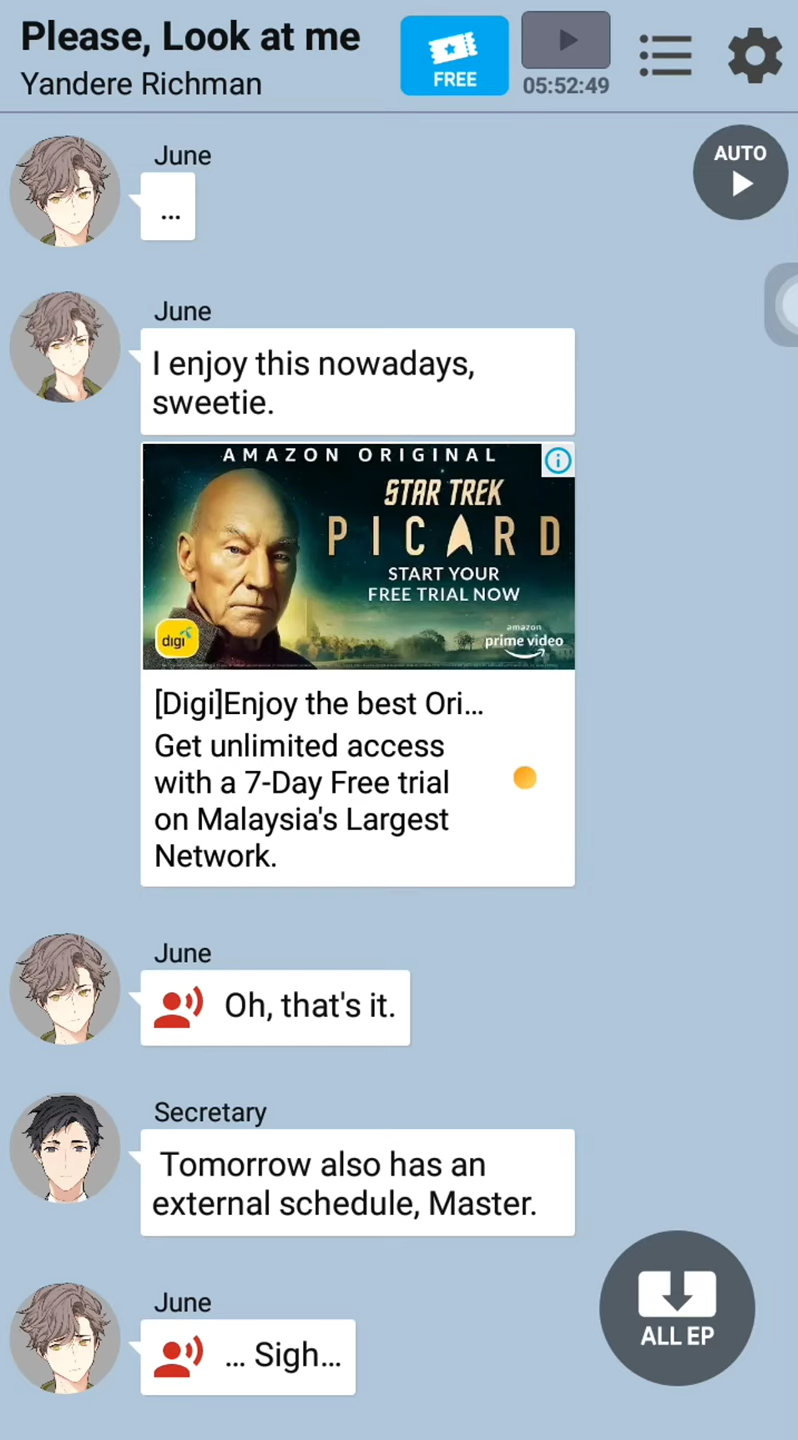 Please, Look at me
Yandere Richman
FREE
05:52:49
AUTO
June
...
June
I enjoy this nowadays,
sweetie.
AMAZON ORIGINAL
STAR TREK
PICARD
START YOUR
FREE TRIAL NOW
digi
amazon
prime video
[Digi]Enjoy the best Ori...
Get unlimited access
with a 7-Day Free trial
on Malaysia's Largest
Network.
June
Oh, that's it.
Secretary
Tomorrow also has an
external schedule, Master.
June
... Sigh...
ALL EP